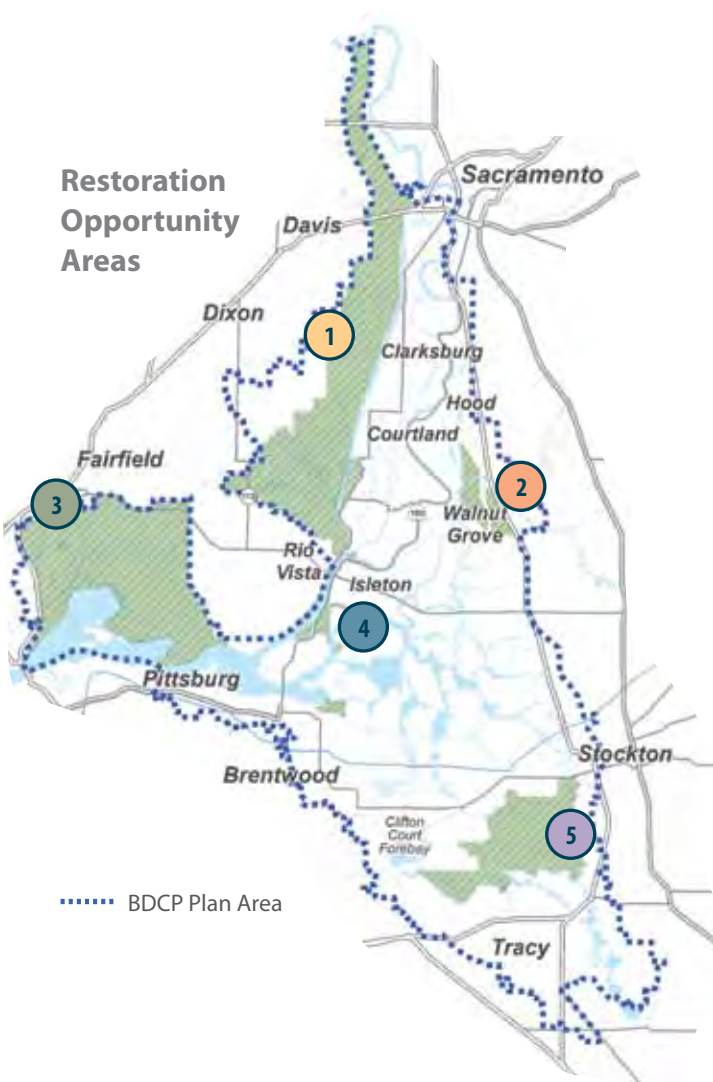 Restoration
Opportunity
Areas
Sacramento
Davis
Dixon
1
Clarksburg
Hood
Courtland
Fairfield
2
3
Walnut
Grove
Rio
Vista
Isleton
4
Pittsburg
Stockton
Brentwood
Clifton
Court
Forebay
5
BDCP Plan Area
Tracy